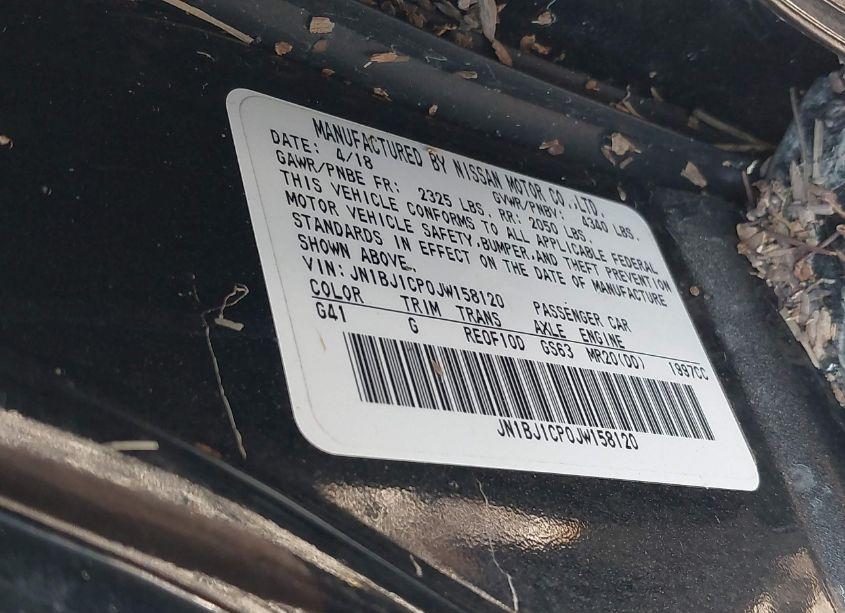 MANUFACTURED BY NISSAN MOTOR CO.,LTD.
DATE: 4/18 GVWR/PNBV: 4340 LBS.
GAWR/PNBE FR: 2325 LBS. RR: 2050 LBS.
THIS VEHICLE CONFORMS TO ALL APPLICABLE FEDERAL
MOTOR VEHICLE SAFETY,BUMPER,AND THEFT PREVENTION
STANDARDS IN EFFECT ON THE DATE OF MANUFACTURE
SHOWN ABOVE.
VIN: JN1BJ1CP0JW158120 PASSENGER CAR
COLOR TRIM TRANS AXLE ENGINE
G41 G RE0F10D GS63 MR20(DD) 1997CC
JN1BJ1CP0JW158120